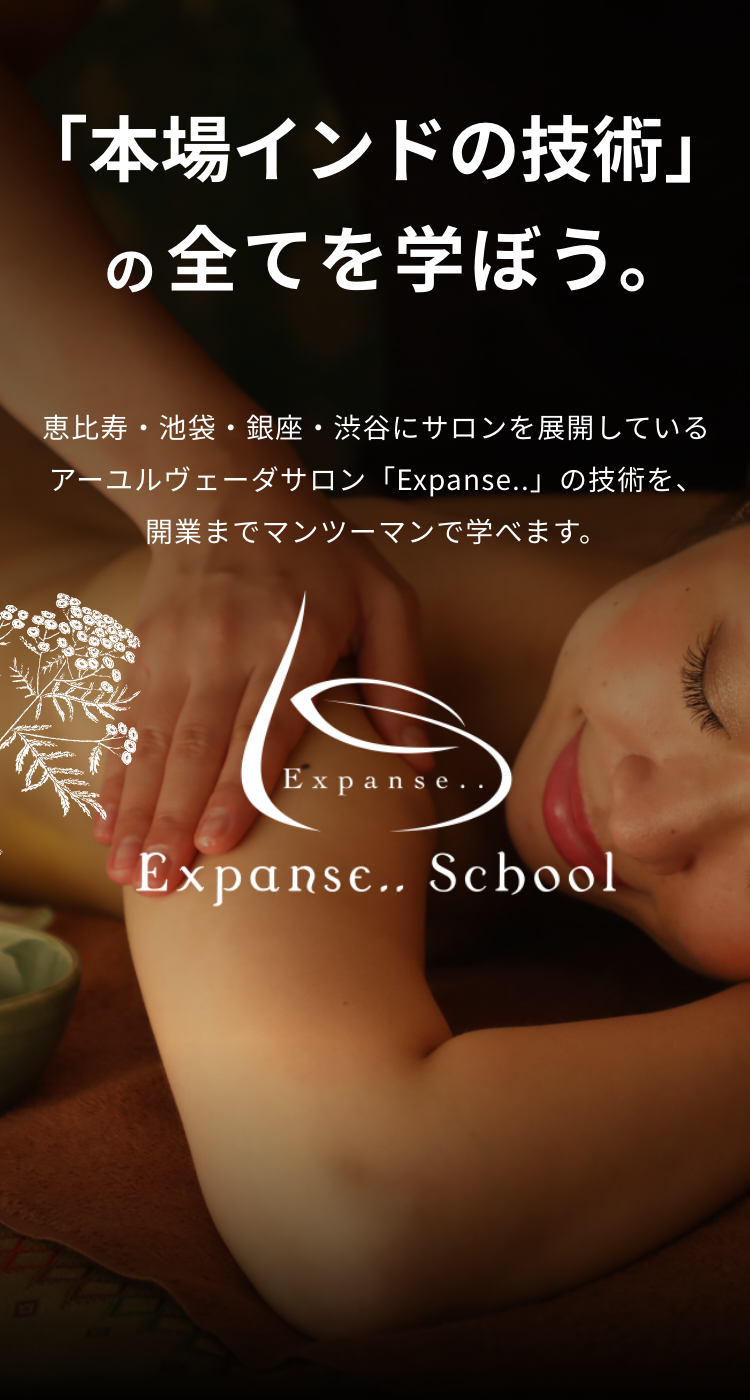 「本場インドの技術」
の全てを学ぼう。
恵比寿・池袋・銀座・渋谷にサロンを展開している
アーユルヴェーダサロン「Expanse..」の技術を、
開業までマンツーマンで学べます。
Expanse..
Expanse.. School